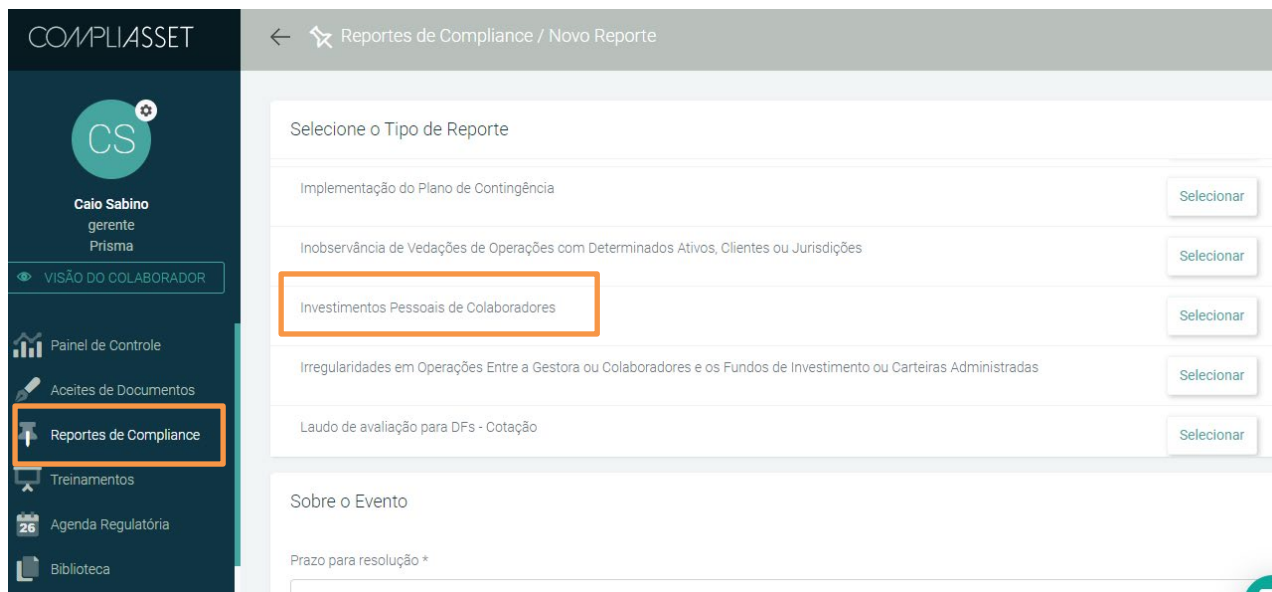 COMPLIASSET
CS
Caio Sabino
gerente
Prisma
VISÃO DO COLABORADOR
Painel de Controle
Aceites de Documentos
Reportes de Compliance
Treinamentos
26
Agenda Regulatória
Biblioteca
Reportes de Compliance / Novo Reporte
Selecione o Tipo de Reporte
Implementação do Plano de Contingência
Selecionar
Inobservância de Vedações de Operações com Determinados Ativos, Clientes ou Jurisdições
Selecionar
Investimentos Pessoais de Colaboradores
Selecionar
Irregularidades em Operações Entre a Gestora ou Colaboradores e os Fundos de Investimento ou Carteiras Administradas
Selecionar
Laudo de avaliação para DFs - Cotação
Selecionar
Sobre o Evento
Prazo para resolução *